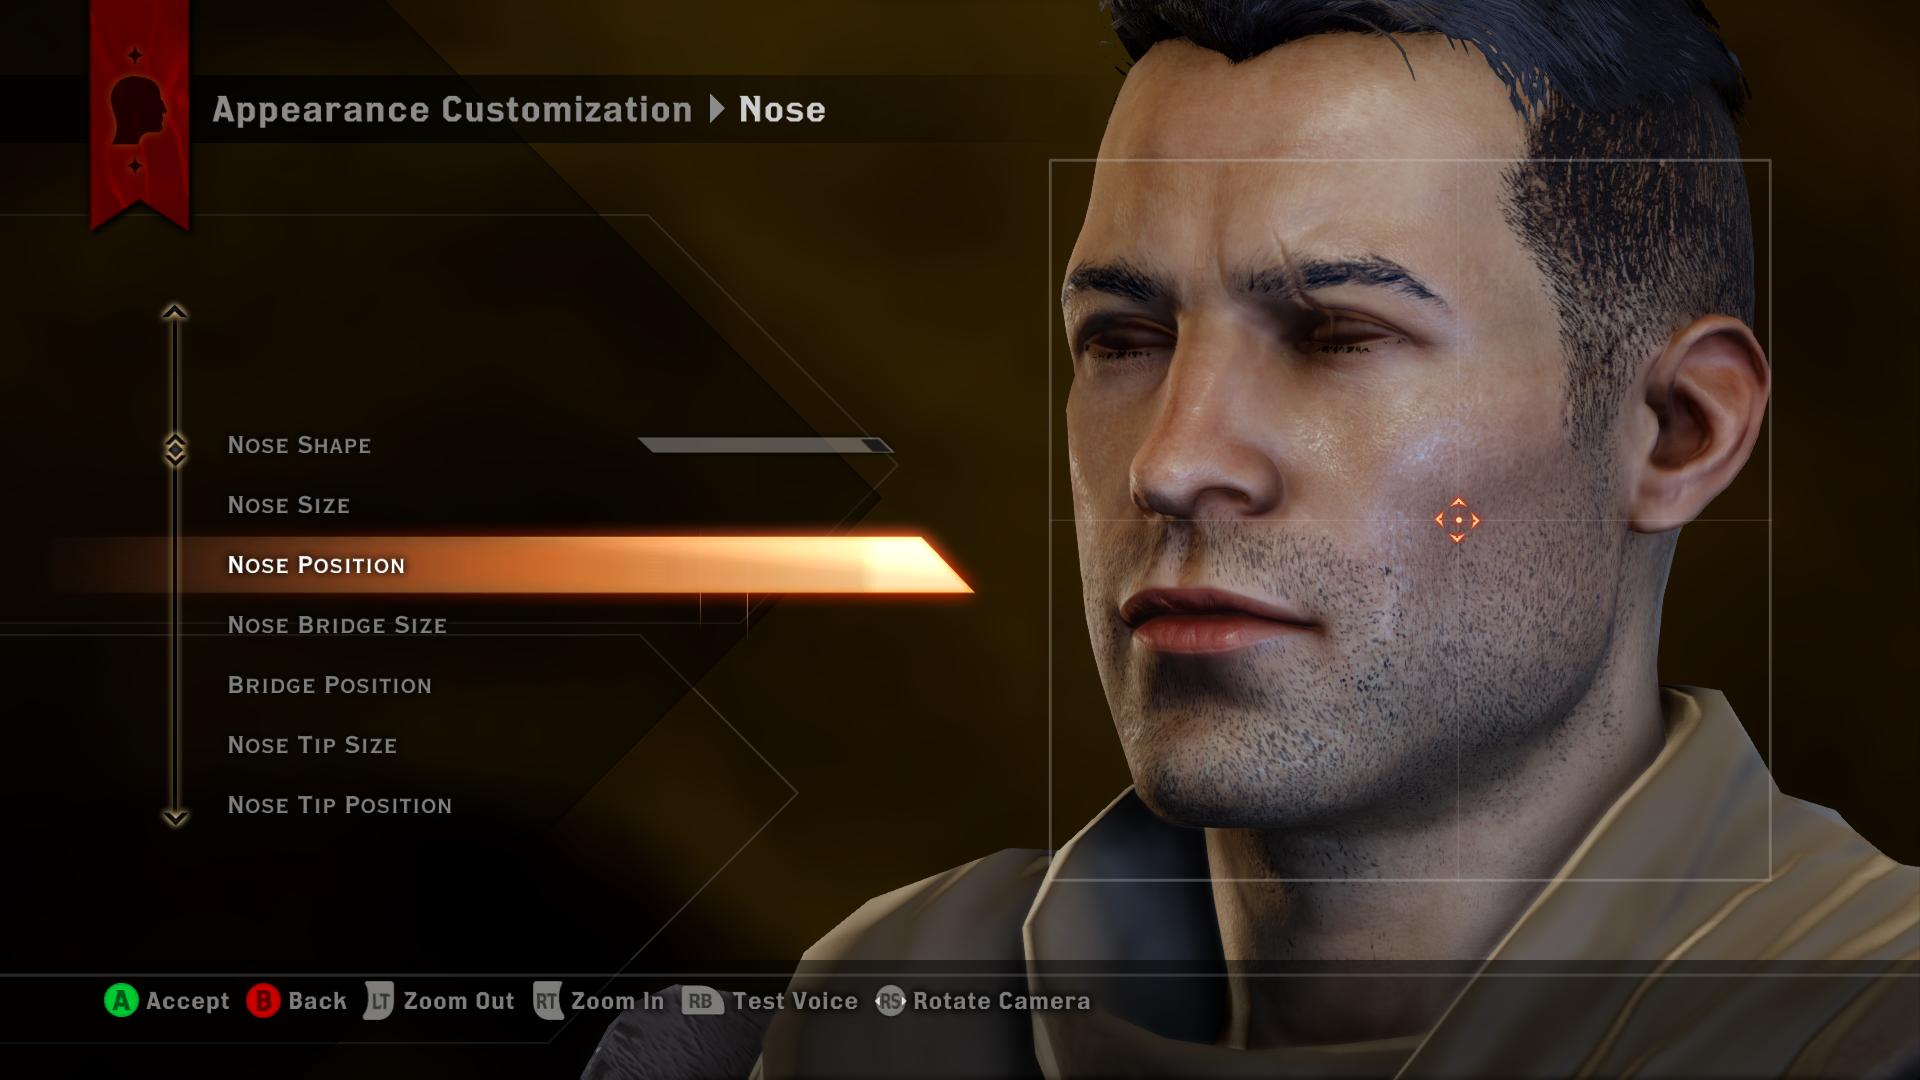 Appearance Customization ▶ Nose
Nose Shape
Nose Size
Nose Position
Nose Bridge Size
Bridge Position
Nose Tip Size
Nose Tip Position
A Accept B Back LT Zoom Out RT Zoom In RB Test Voice RS Rotate Camera